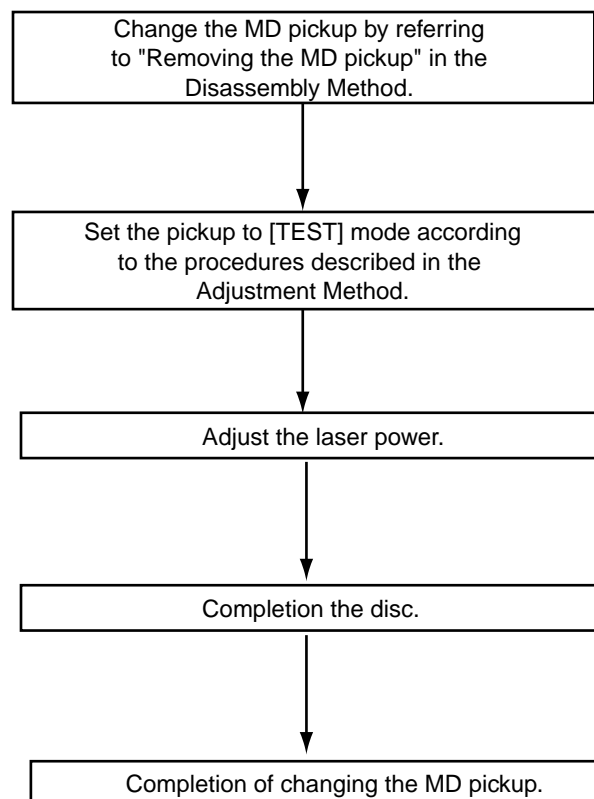 Change the MD pickup by referring
to "Removing the MD pickup" in the
Disassembly Method.
Set the pickup to [TEST] mode according
to the procedures described in the
Adjustment Method.
Adjust the laser power.
Completion the disc.
Completion of changing the MD pickup.